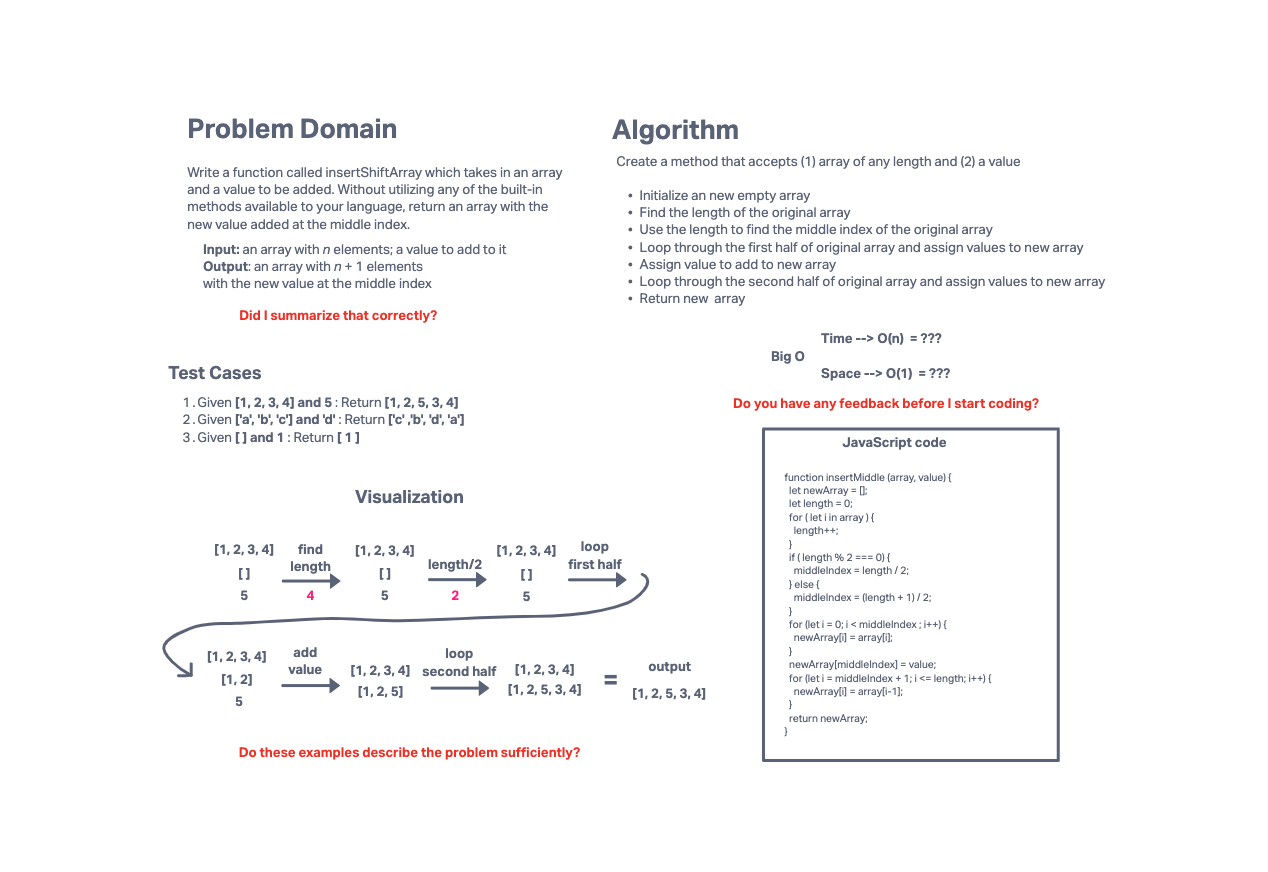 Problem Domain
Write a function called insertShiftArray which takes in an array
and a value to be added. Without utilizing any of the built-in
methods available to your language, return an array with the
new value added at the middle index.
Input: an array with n elements; a value to add to it
Output: an array with n + 1 elements
with the new value at the middle index
Did I summarize that correctly?
Algorithm
Create a method that accepts (1) array of any length and (2) a value
• Initialize an new empty array
• Find the length of the original array
• Use the length to find the middle index of the original array
• Loop through the first half of original array and assign values to new array
• Assign value to add to new array
• Loop through the second half of original array and assign values to new array
• Return new array
Time --> O(n) = ???
Big O
Space --> O(1) = ???
Do you have any feedback before I start coding?
Test Cases
1. Given [1, 2, 3, 4] and 5 : Return [1, 2, 5, 3, 4]
2. Given ['a', 'b', 'c'] and 'd' : Return ['c' ,'b', 'd', 'a']
3. Given [ ] and 1 : Return [ 1 ]
Visualization
[1, 2, 3, 4]
[ ]
5
find
length
4
[1, 2, 3, 4]
[ ]
5
length/2
2
[1, 2, 3, 4]
[ ]
5
loop
first half
[1, 2, 3, 4]
[1, 2]
5
add
value
[1, 2, 3, 4]
[1, 2, 5]
loop
second half
[1, 2, 3, 4]
[1, 2, 5, 3, 4]
=
output
[1, 2, 5, 3, 4]
Do these examples describe the problem sufficiently?
JavaScript code
function insertMiddle (array, value) {
let newArray = [];
let length = 0;
for ( let i in array ) {
length++;
}
if ( length % 2 === 0) {
middleIndex = length / 2;
} else {
middleIndex = (length + 1) / 2;
}
for (let i = 0; i < middleIndex ; i++) {
newArray[i] = array[i];
}
newArray[middleIndex] = value;
for (let i = middleIndex + 1; i <= length; i++) {
newArray[i] = array[i-1];
}
return newArray;
}